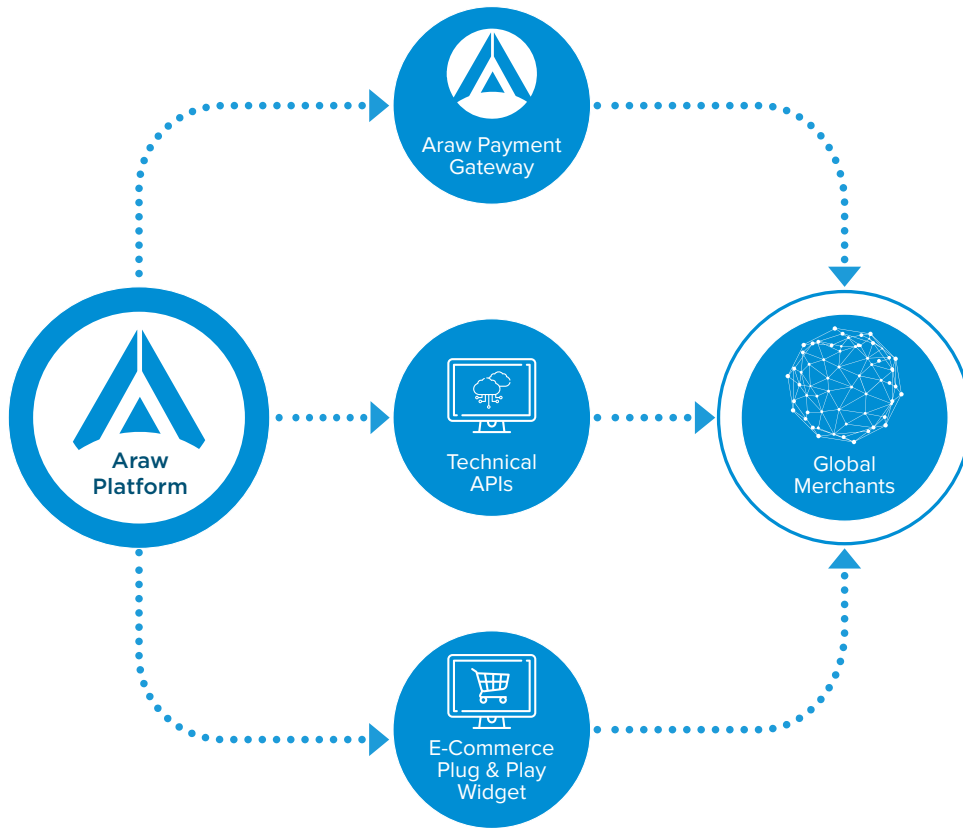 Araw Payment
Gateway
Araw
Platform
Technical
APIs
Global
Merchants
E-Commerce
Plug & Play
Widget